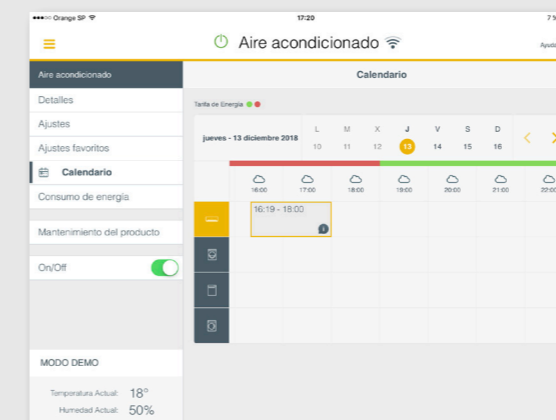 Orange SP 17:20
Aire acondicionado
Aire acondicionado Calendario
Detalles
Tarifa de Energía
Ajustes
Ajustes favoritos
Calendario
Consumo de energía
Mantenimiento del producto
On/Off
MODO DEMO
Temperatura Actual: 18°
Humedad Actual: 50%
jueves - 13 diciembre 2018
L M X J V S D
10 11 12 13 14 15 16
16:00 17:00 18:00 19:00 20:00 21:00 22:00
16:19 - 18:00